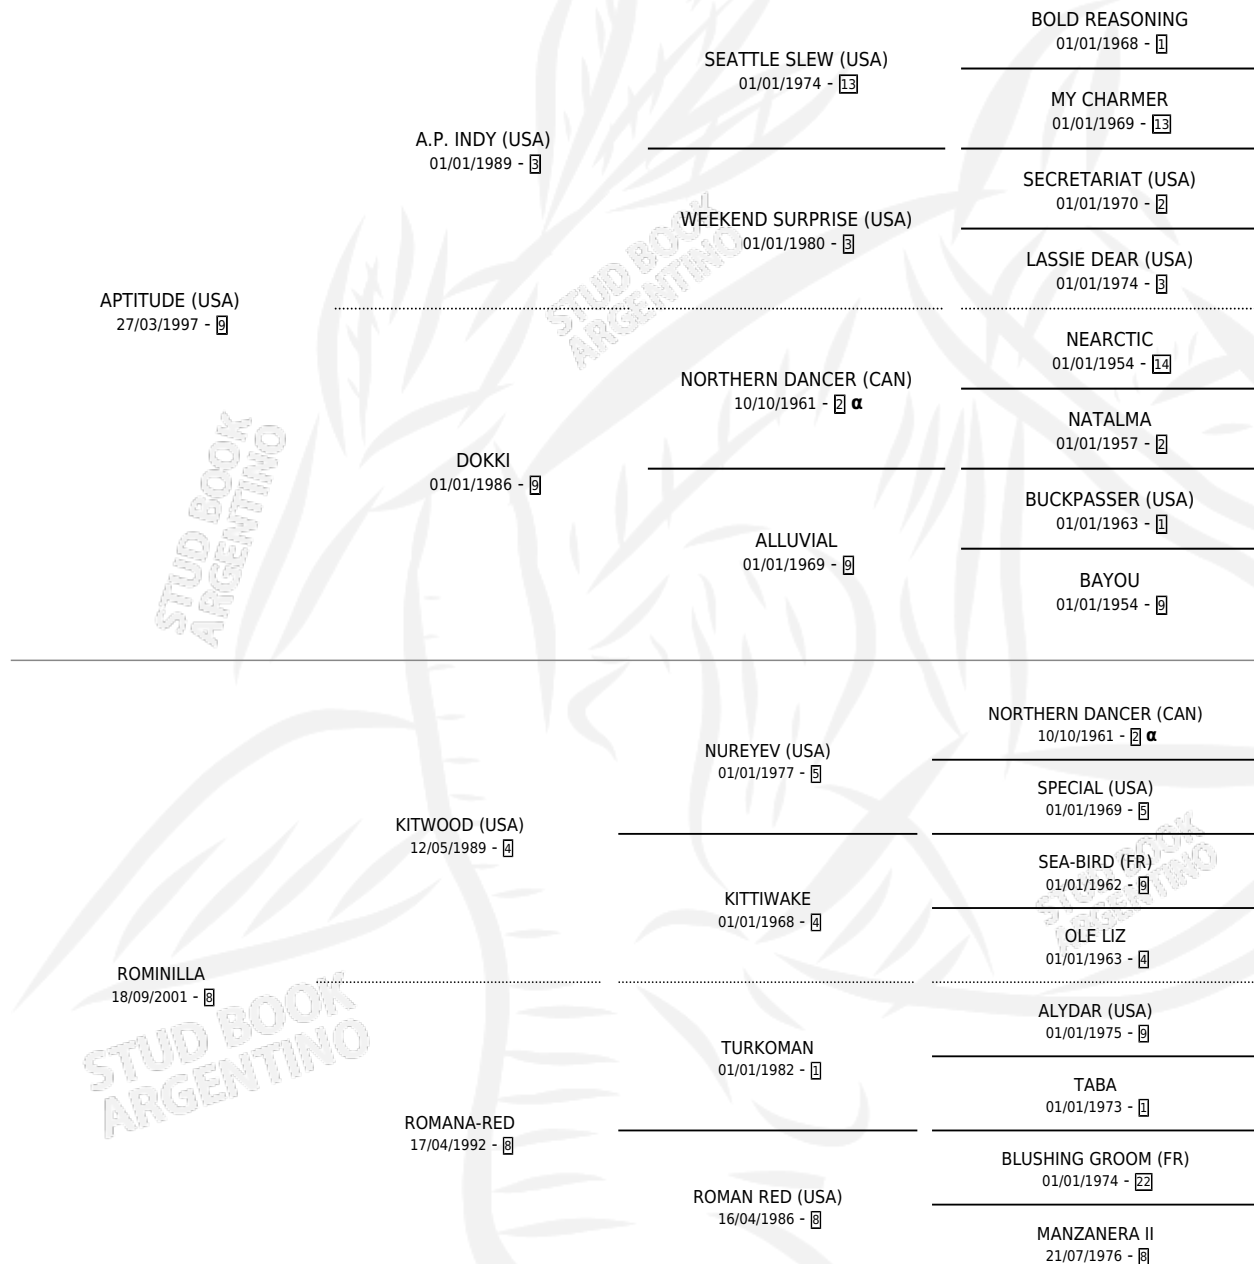 BOLD REASONING
01/01/1968 - 1
SEATTLE SLEW (USA)
01/01/1974 - 13
MY CHARMER
01/01/1969 - 13
A.P. INDY (USA)
01/01/1989 - 3
SECRETARIAT (USA)
01/01/1970 - 2
WEEKEND SURPRISE (USA)
01/01/1980 - 3
LASSIE DEAR (USA)
01/01/1974 - 3
APTITUDE (USA)
27/03/1997 - 9
NEARCTIC
01/01/1954 - 14
NORTHERN DANCER (CAN)
10/10/1961 - 2 α
NATALMA
01/01/1957 - 2
DOKKI
01/01/1986 - 9
BUCKPASSER (USA)
01/01/1963 - 1
ALLUVIAL
01/01/1969 - 9
BAYOU
01/01/1954 - 9
NORTHERN DANCER (CAN)
10/10/1961 - 2 α
NUREYEV (USA)
01/01/1977 - 5
SPECIAL (USA)
01/01/1969 - 5
KITWOOD (USA)
12/05/1989 - 4
SEA-BIRD (FR)
01/01/1962 - 9
KITTIWAKE
01/01/1968 - 4
OLE LIZ
01/01/1963 - 4
ROMINILLA
18/09/2001 - 8
ALYDAR (USA)
01/01/1975 - 9
TURKOMAN
01/01/1982 - 1
TABA
01/01/1973 - 1
ROMANA-RED
17/04/1992 - 8
BLUSHING GROOM (FR)
01/01/1974 - 22
ROMAN RED (USA)
16/04/1986 - 8
MANZANERA II
21/07/1976 - 8
STUD BOOK
ARGENTINO
STUD BOOK
ARGENTINO
STUD BOOK
ARGENTINO
STUD BOOK
ARGENTINO